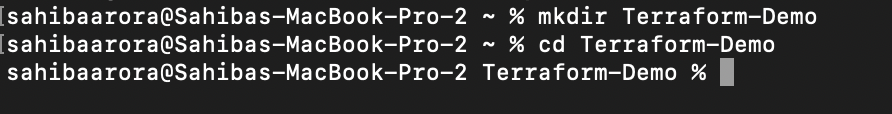 [sahibaarora@Sahibas-MacBook-Pro-2 ~ % mkdir Terraform-Demo
[sahibaarora@Sahibas-MacBook-Pro-2 ~ % cd Terraform-Demo
sahibaarora@Sahibas-MacBook-Pro-2 Terraform-Demo %